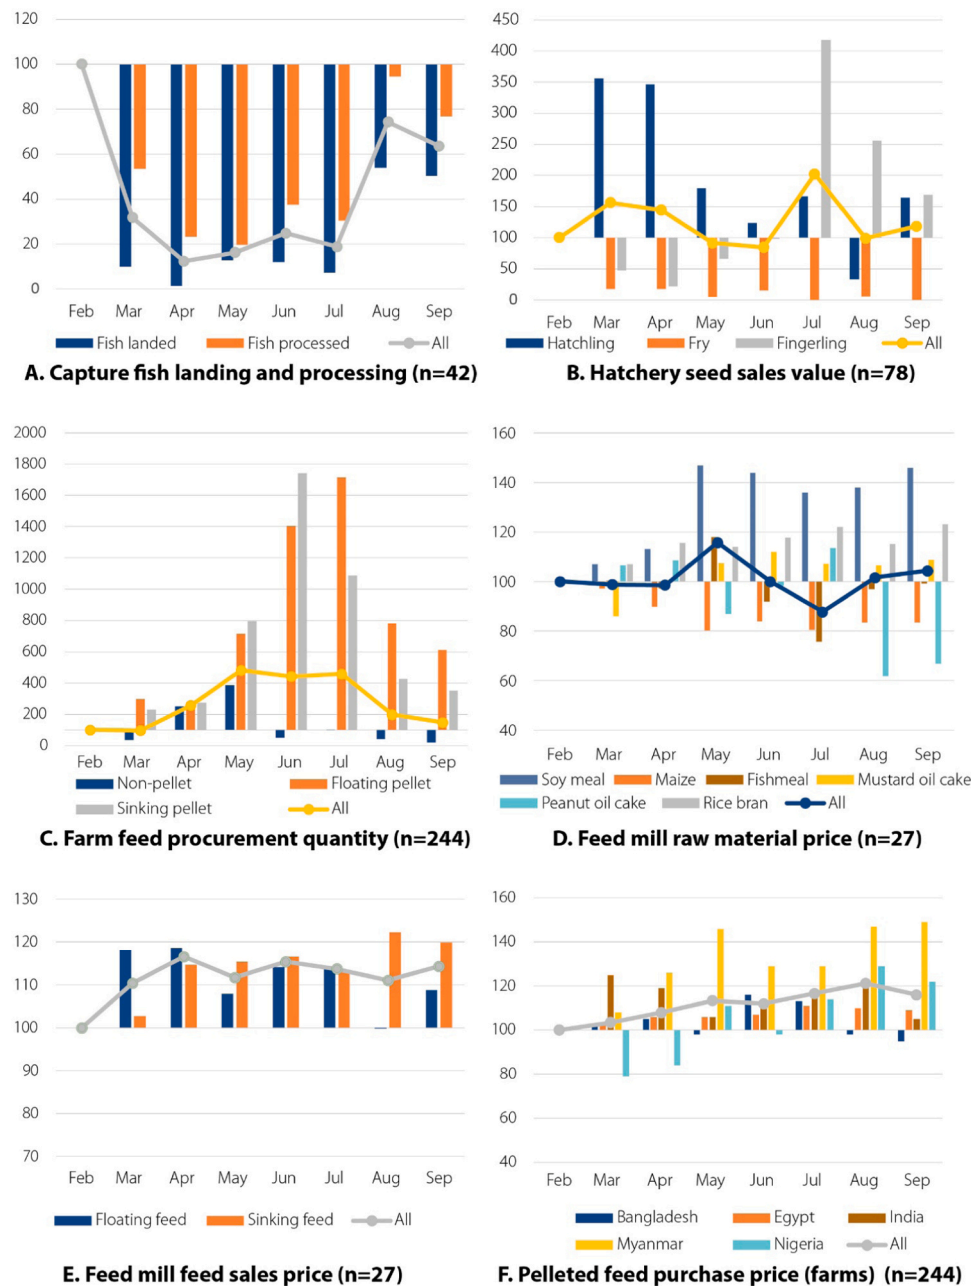 120
100
80
60
40
20
0
Feb Mar Apr May Jun Jul Aug Sep
Fish landed Fish processed All
A. Capture fish landing and processing (n=42)
450
400
350
300
250
200
150
100
50
0
Feb Mar Apr May Jun Jul Aug Sep
Hatchling Fry Fingerling All
B. Hatchery seed sales value (n=78)
2000
1800
1600
1400
1200
1000
800
600
400
200
0
Feb Mar Apr May Jun Jul Aug Sep
Non-pellet Floating pellet
Sinking pellet All
C. Farm feed procurement quantity (n=244)
160
140
120
100
80
60
40
Feb Mar Apr May Jun Jul Aug Sep
Soy meal Maize Fishmeal Mustard oil cake
Peanut oil cake Rice bran All
D. Feed mill raw material price (n=27)
130
120
110
100
90
80
70
Feb Mar Apr May Jun Jul Aug Sep
Floating feed Sinking feed All
E. Feed mill feed sales price (n=27)
160
140
120
100
80
60
40
Feb Mar Apr May Jun Jul Aug Sep
Bangladesh Egypt India
Myanmar Nigeria All
F. Pelleted feed purchase price (farms) (n=244)